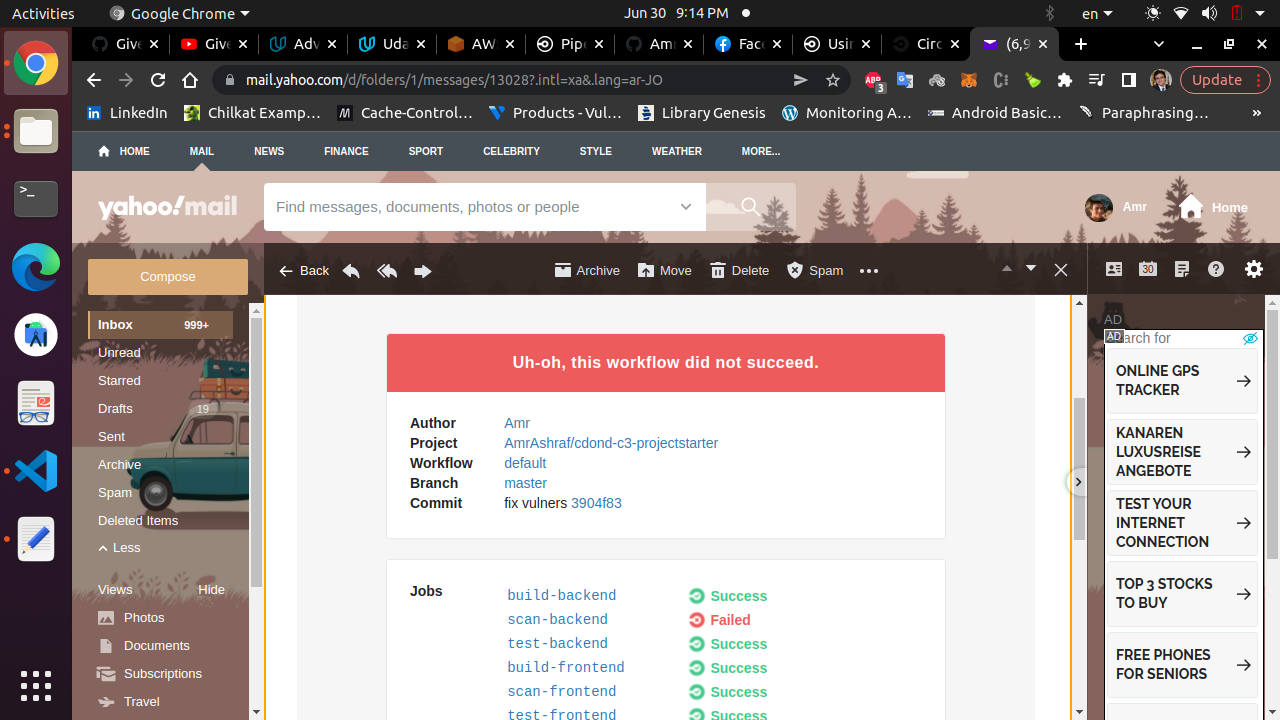 Activities
Google Chrome
Jun 30 9:14 PM
en
Give
Give
Adv
Uda
AW
Pipe
Amr
Face
Usin
Circ
(6,9
mail.yahoo.com/d/folders/1/messages/13028?.intl=xa&.lang=ar-JO
ABP
3
Update
LinkedIn
Chilkat Examp…
Cache-Control…
Products - Vul…
Library Genesis
Monitoring A…
Android Basic…
Paraphrasing…
»
HOME
MAIL
NEWS
FINANCE
SPORT
CELEBRITY
STYLE
WEATHER
MORE...
yahoo!mail
Find messages, documents, photos or people
Amr
Home
Compose
Back
Archive
Move
Delete
Spam
30
Inbox 999+
Unread
Starred
Drafts 19
Sent
Archive
Spam
Deleted Items
Less
Views Hide
Photos
Documents
Subscriptions
Travel
Uh-oh, this workflow did not succeed.
Author Amr
Project AmrAshraf/cdond-c3-projectstarter
Workflow default
Branch master
Commit fix vulners 3904f83
Jobs
build-backend Success
scan-backend Failed
test-backend Success
build-frontend Success
scan-frontend Success
test-frontend Success
AD
AD
arch for
ONLINE GPS
TRACKER
KANAREN
LUXUSREISE
ANGEBOTE
TEST YOUR
INTERNET
CONNECTION
TOP 3 STOCKS
TO BUY
FREE PHONES
FOR SENIORS